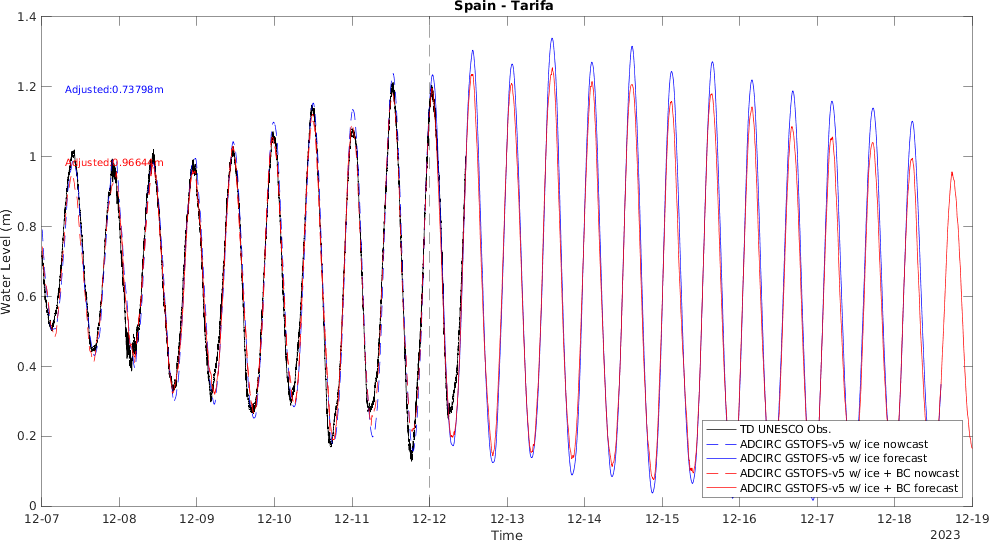 Spain - Tarifa
1.4
1.2
1
0.8
0.6
0.4
0.2
0
Water Level (m)
Adjusted:0.73798m
TD UNESCO Obs.
ADCIRC GSTOFS-v5 w/ ice nowcast
ADCIRC GSTOFS-v5 w/ ice forecast
ADCIRC GSTOFS-v5 w/ ice + BC nowcast
ADCIRC GSTOFS-v5 w/ ice + BC forecast
12-07 12-08 12-09 12-10 12-11 12-12 12-13 12-14 12-15 12-16 12-17 12-18 12-19
Time
2023